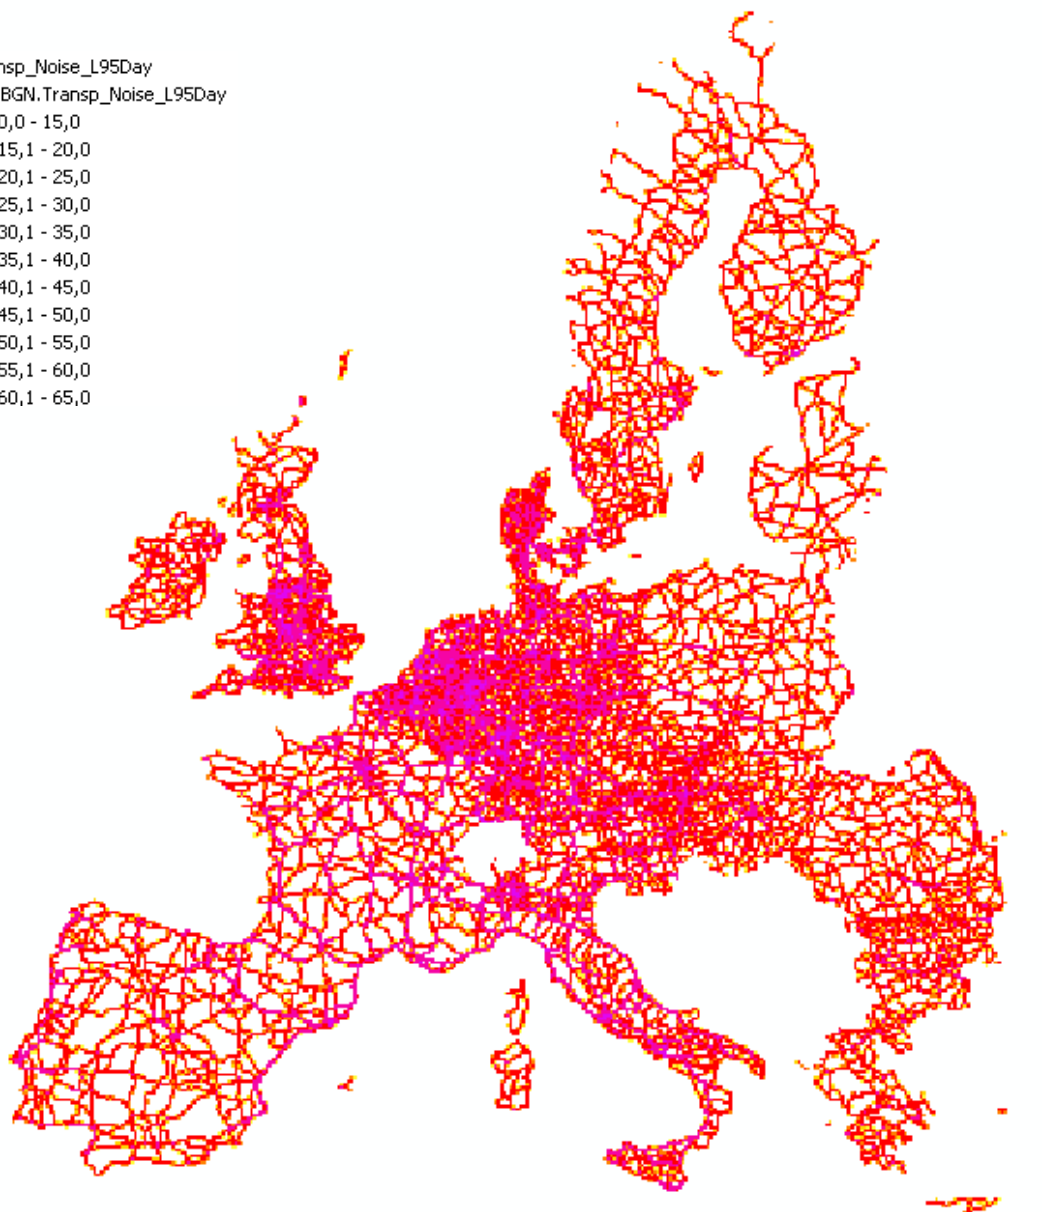 nsp_Noise_L95Day
BGN.Transp_Noise_L95Day
0,0 - 15,0
15,1 - 20,0
20,1 - 25,0
25,1 - 30,0
30,1 - 35,0
35,1 - 40,0
40,1 - 45,0
45,1 - 50,0
50,1 - 55,0
55,1 - 60,0
60,1 - 65,0